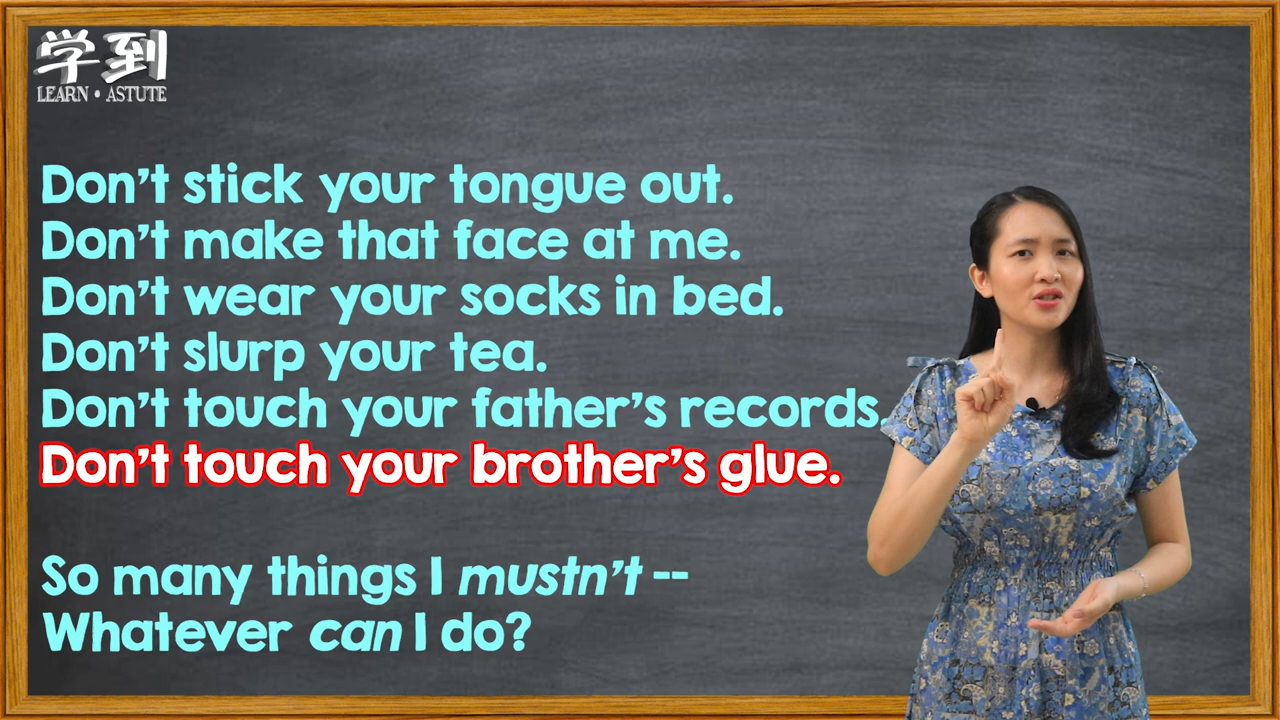 学到
LEARN • ASTUTE
Don't stick your tongue out.
Don't make that face at me.
Don't wear your socks in bed.
Don't slurp your tea.
Don't touch your father's records.
Don't touch your brother's glue.
So many things I mustn't --
Whatever can I do?